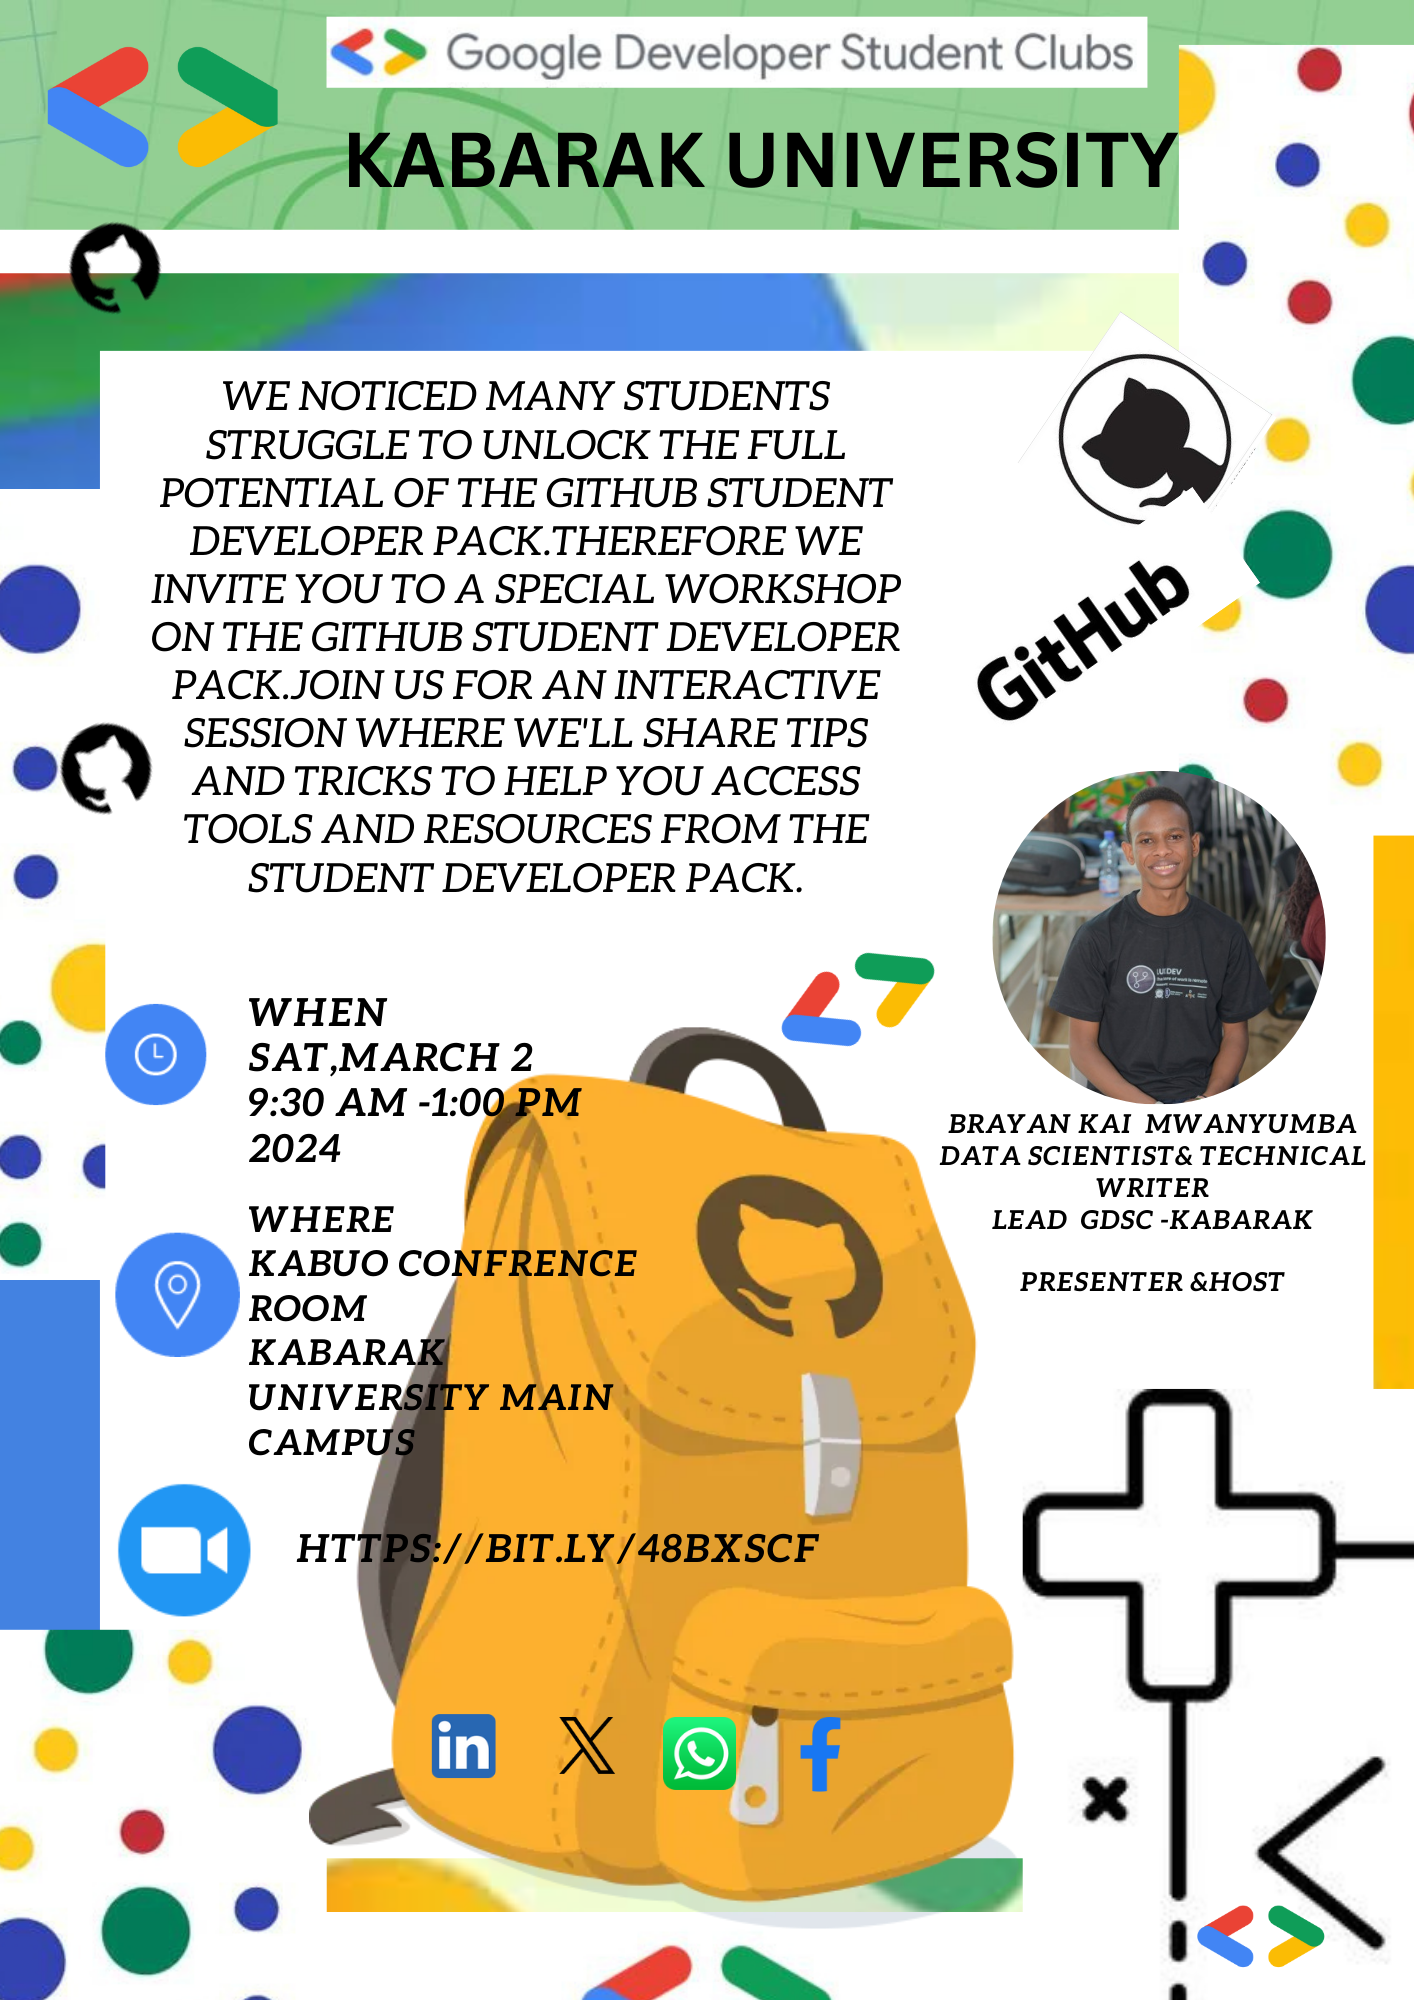 Google Developer Student Clubs
KABARAK UNIVERSITY
WE NOTICED MANY STUDENTS
STRUGGLE TO UNLOCK THE FULL
POTENTIAL OF THE GITHUB STUDENT
DEVELOPER PACK.THEREFORE WE
INVITE YOU TO A SPECIAL WORKSHOP
ON THE GITHUB STUDENT DEVELOPER
PACK.JOIN US FOR AN INTERACTIVE
SESSION WHERE WE'LL SHARE TIPS
AND TRICKS TO HELP YOU ACCESS
TOOLS AND RESOURCES FROM THE
STUDENT DEVELOPER PACK.
GitHub
WHEN
SAT,MARCH 2
9:30 AM -1:00 PM
2024
WHERE
KABUO CONFRENCE
ROOM
KABARAK
UNIVERSITY MAIN
CAMPUS
HTTPS://BIT.LY/48BXSCF
BRAYAN KAI MWANYUMBA
DATA SCIENTIST& TECHNICAL
WRITER
LEAD GDSC -KABARAK
PRESENTER &HOST
in